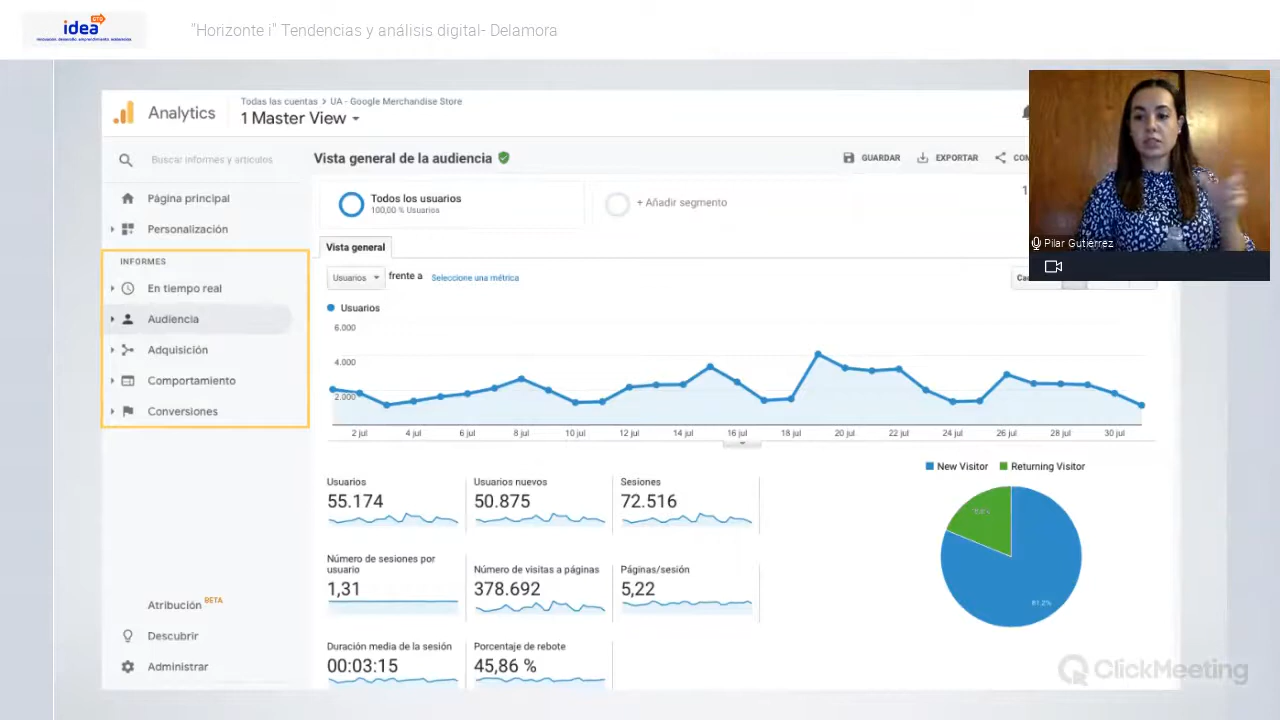 idea GTO
"Horizonte i" Tendencias y análisis digital- Delamora
Analytics
Todas las cuentas > UA - Google Merchandise Store
1 Master View
Buscar informes y artículos
Página principal
Personalización
INFORMES
En tiempo real
Audiencia
Adquisición
Comportamiento
Conversiones
Atribución BETA
Descubrir
Administrar
Vista general de la audiencia
GUARDAR
EXPORTAR
COM
Todos los usuarios
100,00 % Usuarios
+ Añadir segmento
1
Vista general
Usuarios
frente a
Seleccione una métrica
Usuarios
6.000
4.000
2.000
2 jul
4 jul
6 jul
8 jul
10 jul
12 jul
14 jul
16 jul
18 jul
20 jul
22 jul
24 jul
26 jul
28 jul
30 jul
Usuarios
55.174
Usuarios nuevos
50.875
Sesiones
72.516
Número de sesiones por
usuario
1,31
Número de visitas a páginas
378.692
Páginas/sesión
5,22
Duración media de la sesión
00:03:15
Porcentaje de rebote
45,86 %
New Visitor
Returning Visitor
81,2%
Pilar Gutiérrez
ClickMeeting